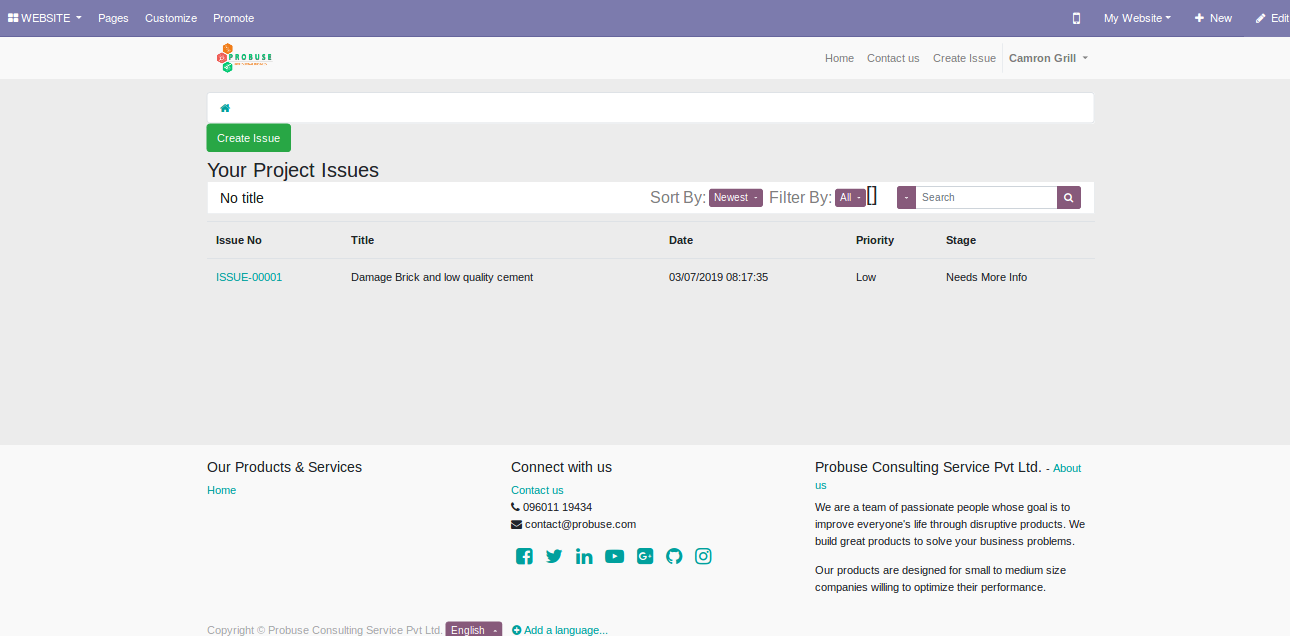 WEBSITE Pages Customize Promote My Website New Edit
PROBUSE
Home Contact us Create Issue Camron Grill
Create Issue
Your Project Issues
No title Sort By: Newest Filter By: All [] Search
Issue No Title Date Priority Stage
ISSUE-00001 Damage Brick and low quality cement 03/07/2019 08:17:35 Low Needs More Info
Our Products & Services
Home
Connect with us
Contact us
096011 19434
contact@probuse.com
Probuse Consulting Service Pvt Ltd. - About
us
We are a team of passionate people whose goal is to
improve everyone's life through disruptive products. We
build great products to solve your business problems.
Our products are designed for small to medium size
companies willing to optimize their performance.
Copyright © Probuse Consulting Service Pvt Ltd. English Add a language...